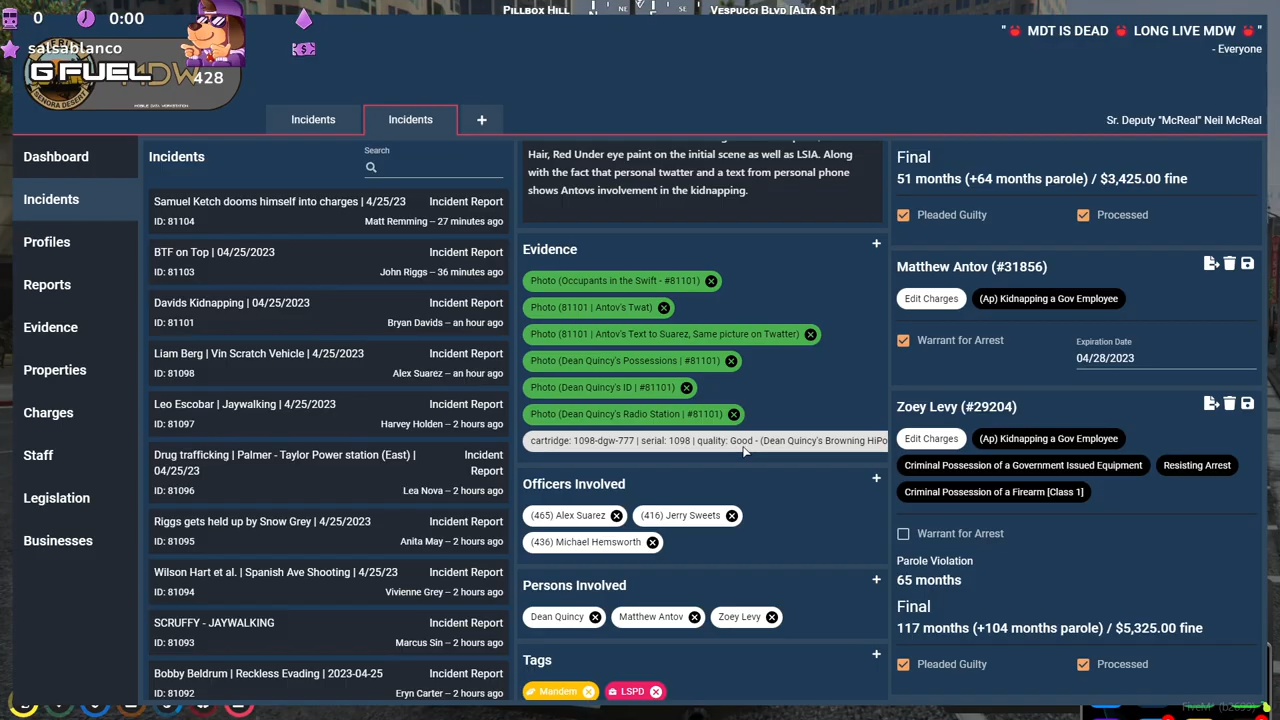 0
0:00
PILLBOX HILL
NE
SE
VESPUCCI BLVD [ALTA ST]
salsablanco
G FUEL
MDW
428
SENORA DESERT
MOBILE DATA WORKSTATION
" MDT IS DEAD LONG LIVE MDW "
- Everyone
Incidents
Incidents
+
Sr. Deputy "McReal" Neil McReal
Dashboard
Incidents
Profiles
Reports
Evidence
Properties
Charges
Staff
Legislation
Businesses
Incidents
Search
Samuel Ketch dooms himself into charges | 4/25/23
Incident Report
ID: 81104
Matt Remming – 27 minutes ago
BTF on Top | 04/25/2023
Incident Report
ID: 81103
John Riggs – 36 minutes ago
Davids Kidnapping | 04/25/2023
Incident Report
ID: 81101
Bryan Davids – an hour ago
Liam Berg | Vin Scratch Vehicle | 4/25/23
Incident Report
ID: 81098
Alex Suarez – an hour ago
Leo Escobar | Jaywalking | 4/25/23
Incident Report
ID: 81097
Harvey Holden – 2 hours ago
Drug trafficking | Palmer - Taylor Power station (East) |
04/25/23
Incident
Report
ID: 81096
Lea Nova – 2 hours ago
Riggs gets held up by Snow Grey | 4/25/23
Incident Report
ID: 81095
Anita May – 2 hours ago
Wilson Hart et al. | Spanish Ave Shooting | 4/25/23
Incident Report
ID: 81094
Vivienne Grey – 2 hours ago
SCRUFFY - JAYWALKING
Incident Report
ID: 81093
Marcus Sin – 2 hours ago
Bobby Beldrum | Reckless Evading | 2023-04-25
Incident Report
ID: 81092
Eryn Carter – 2 hours ago
Hair, Red Under eye paint on the initial scene as well as LSIA. Along
with the fact that personal twatter and a text from personal phone
shows Antovs involvement in the kidnapping.
Evidence
+
Photo (Occupants in the Swift - #81101)
Photo (81101 | Antov's Twat)
Photo (81101 | Antov's Text to Suarez, Same picture on Twatter)
Photo (Dean Quincy's Possessions | #81101)
Photo (Dean Quincy's ID | #81101)
Photo (Dean Quincy's Radio Station | #81101)
cartridge: 1098-dgw-777 | serial: 1098 | quality: Good - (Dean Quincy's Browning HiPo
Officers Involved
+
(465) Alex Suarez
(416) Jerry Sweets
(436) Michael Hemsworth
Persons Involved
+
Dean Quincy
Matthew Antov
Zoey Levy
Tags
+
Mandem
LSPD
Final
51 months (+64 months parole) / $3,425.00 fine
Pleaded Guilty
Processed
Matthew Antov (#31856)
Edit Charges
(Ap) Kidnapping a Gov Employee
Warrant for Arrest
Expiration Date
04/28/2023
Zoey Levy (#29204)
Edit Charges
(Ap) Kidnapping a Gov Employee
Criminal Possession of a Government Issued Equipment
Resisting Arrest
Criminal Possession of a Firearm [Class 1]
Warrant for Arrest
Parole Violation
65 months
Final
117 months (+104 months parole) / $5,325.00 fine
Pleaded Guilty
Processed